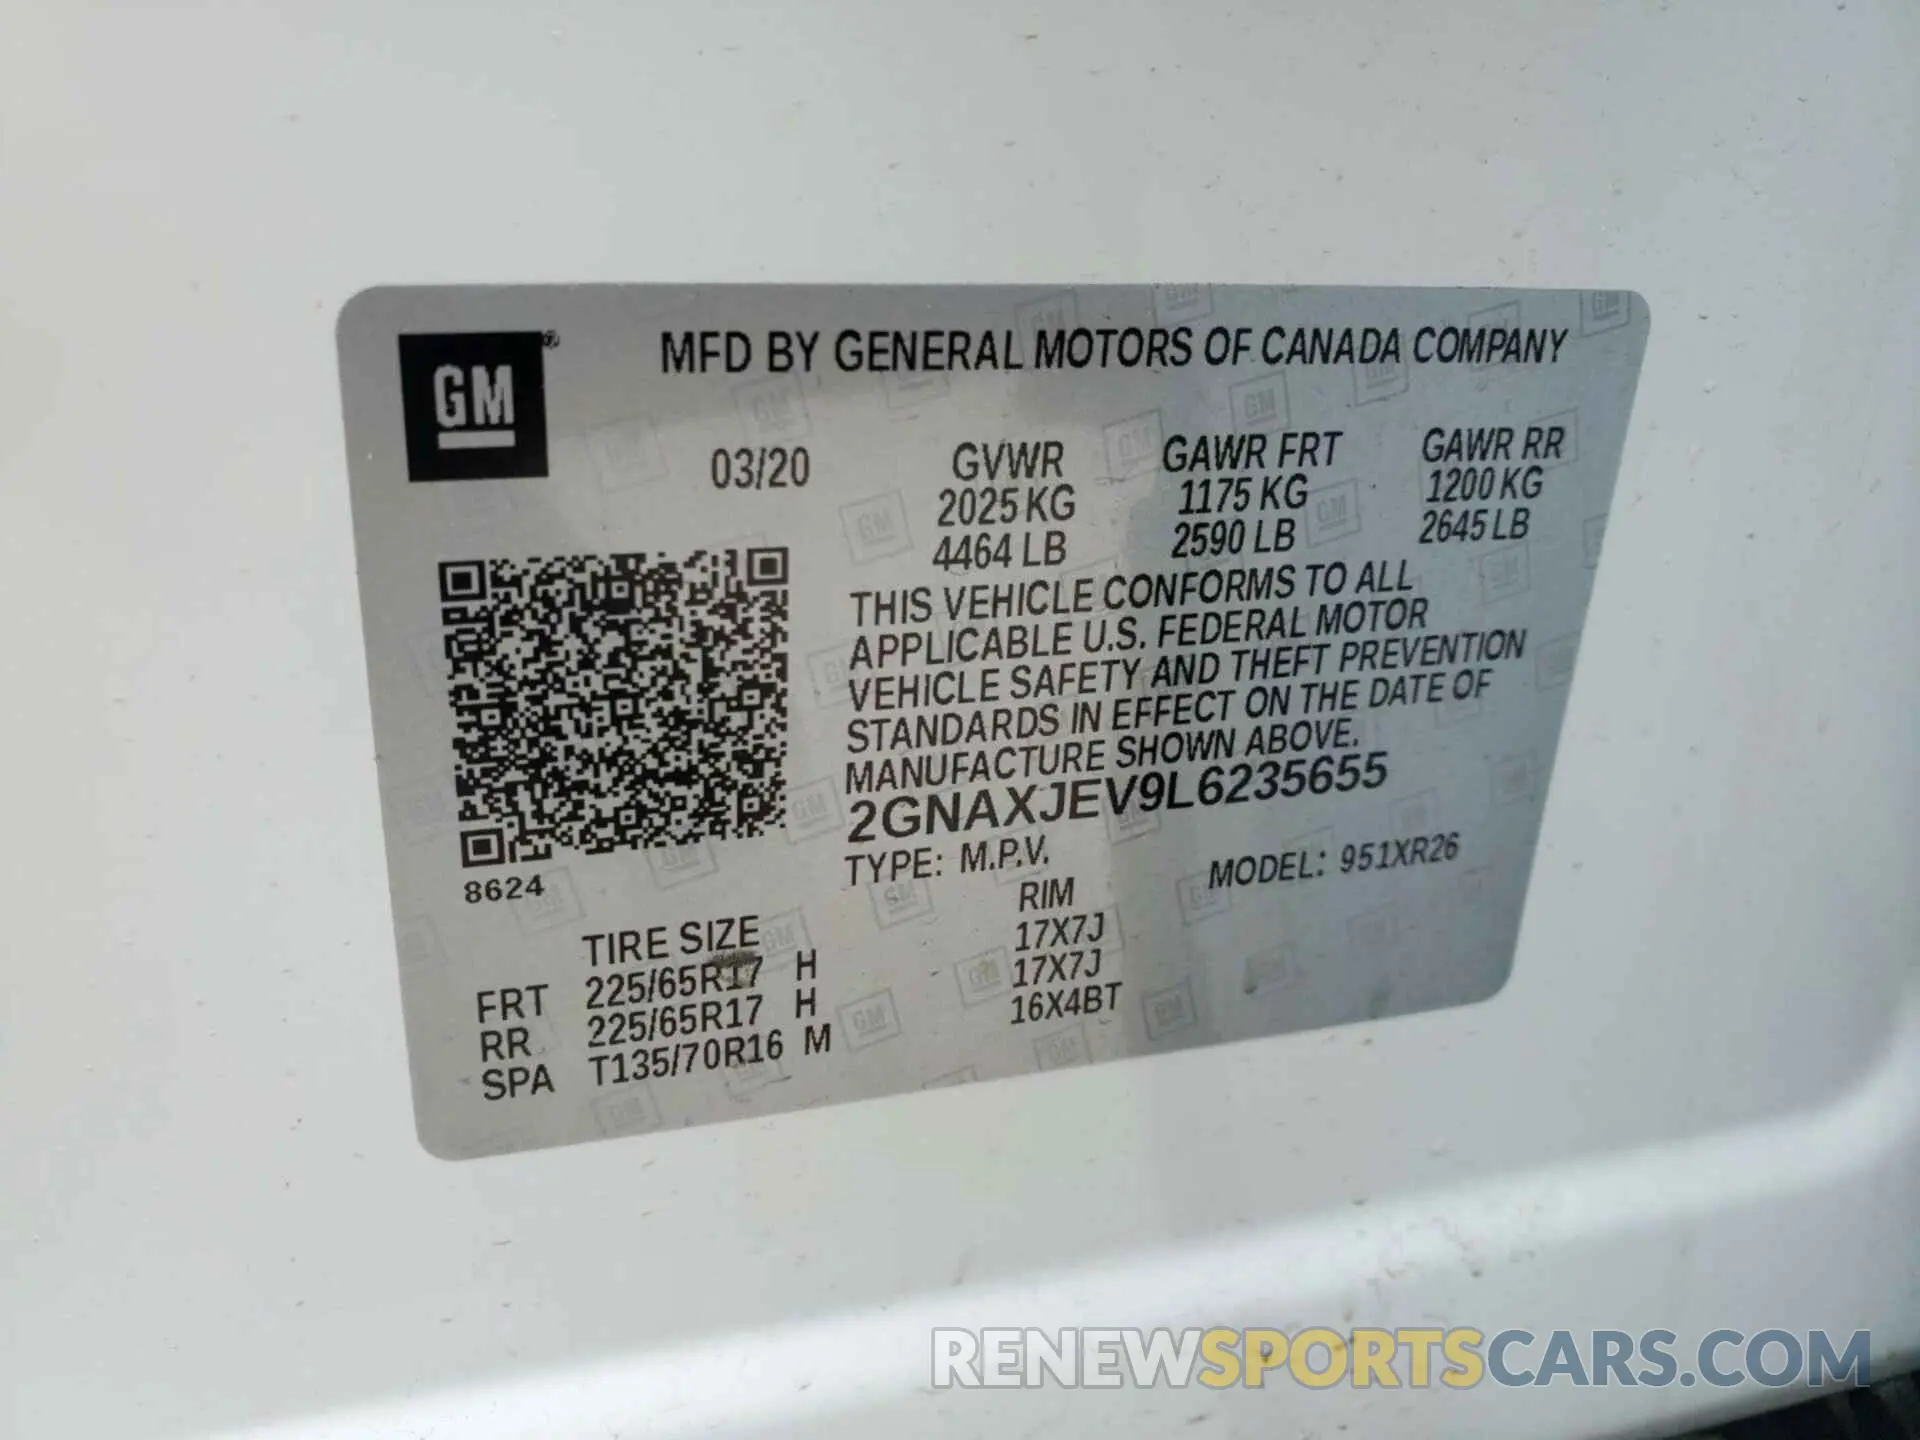 GM®
MFD BY GENERAL MOTORS OF CANADA COMPANY
03/20
GVWR GAWR FRT GAWR RR
2025 KG 1175 KG 1200 KG
4464 LB 2590 LB 2645 LB
THIS VEHICLE CONFORMS TO ALL
APPLICABLE U.S. FEDERAL MOTOR
VEHICLE SAFETY AND THEFT PREVENTION
STANDARDS IN EFFECT ON THE DATE OF
MANUFACTURE SHOWN ABOVE.
2GNAXJEV9L6235655
TYPE: M.P.V. MODEL: 951XR26
8624
TIRE SIZE RIM
FRT 225/65R17 H 17X7J
RR 225/65R17 H 17X7J
SPA T135/70R16 M 16X4BT
RENEWSPORTSCARS.COM